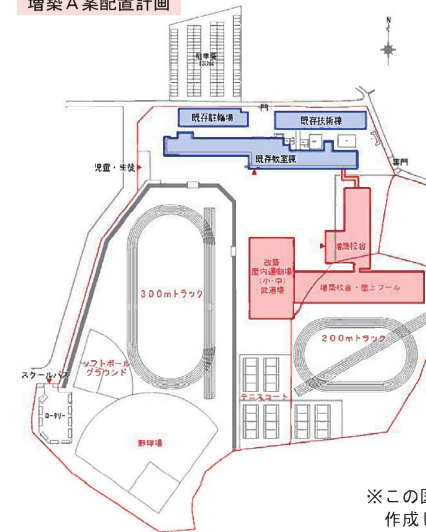 増築A案配置計画
N
駐車場
130台
門
既存駐輪場
既存技術棟
既存教室棟
児童・生徒
裏門
増築校舎
改築
屋内運動場
(小・中)
武道場
増築校舎・屋上プール
300mトラック
200mトラック
ソフトボール
グラウンド
スクールバス
ロータリー
テニスコート
野球場
※この図
作成し